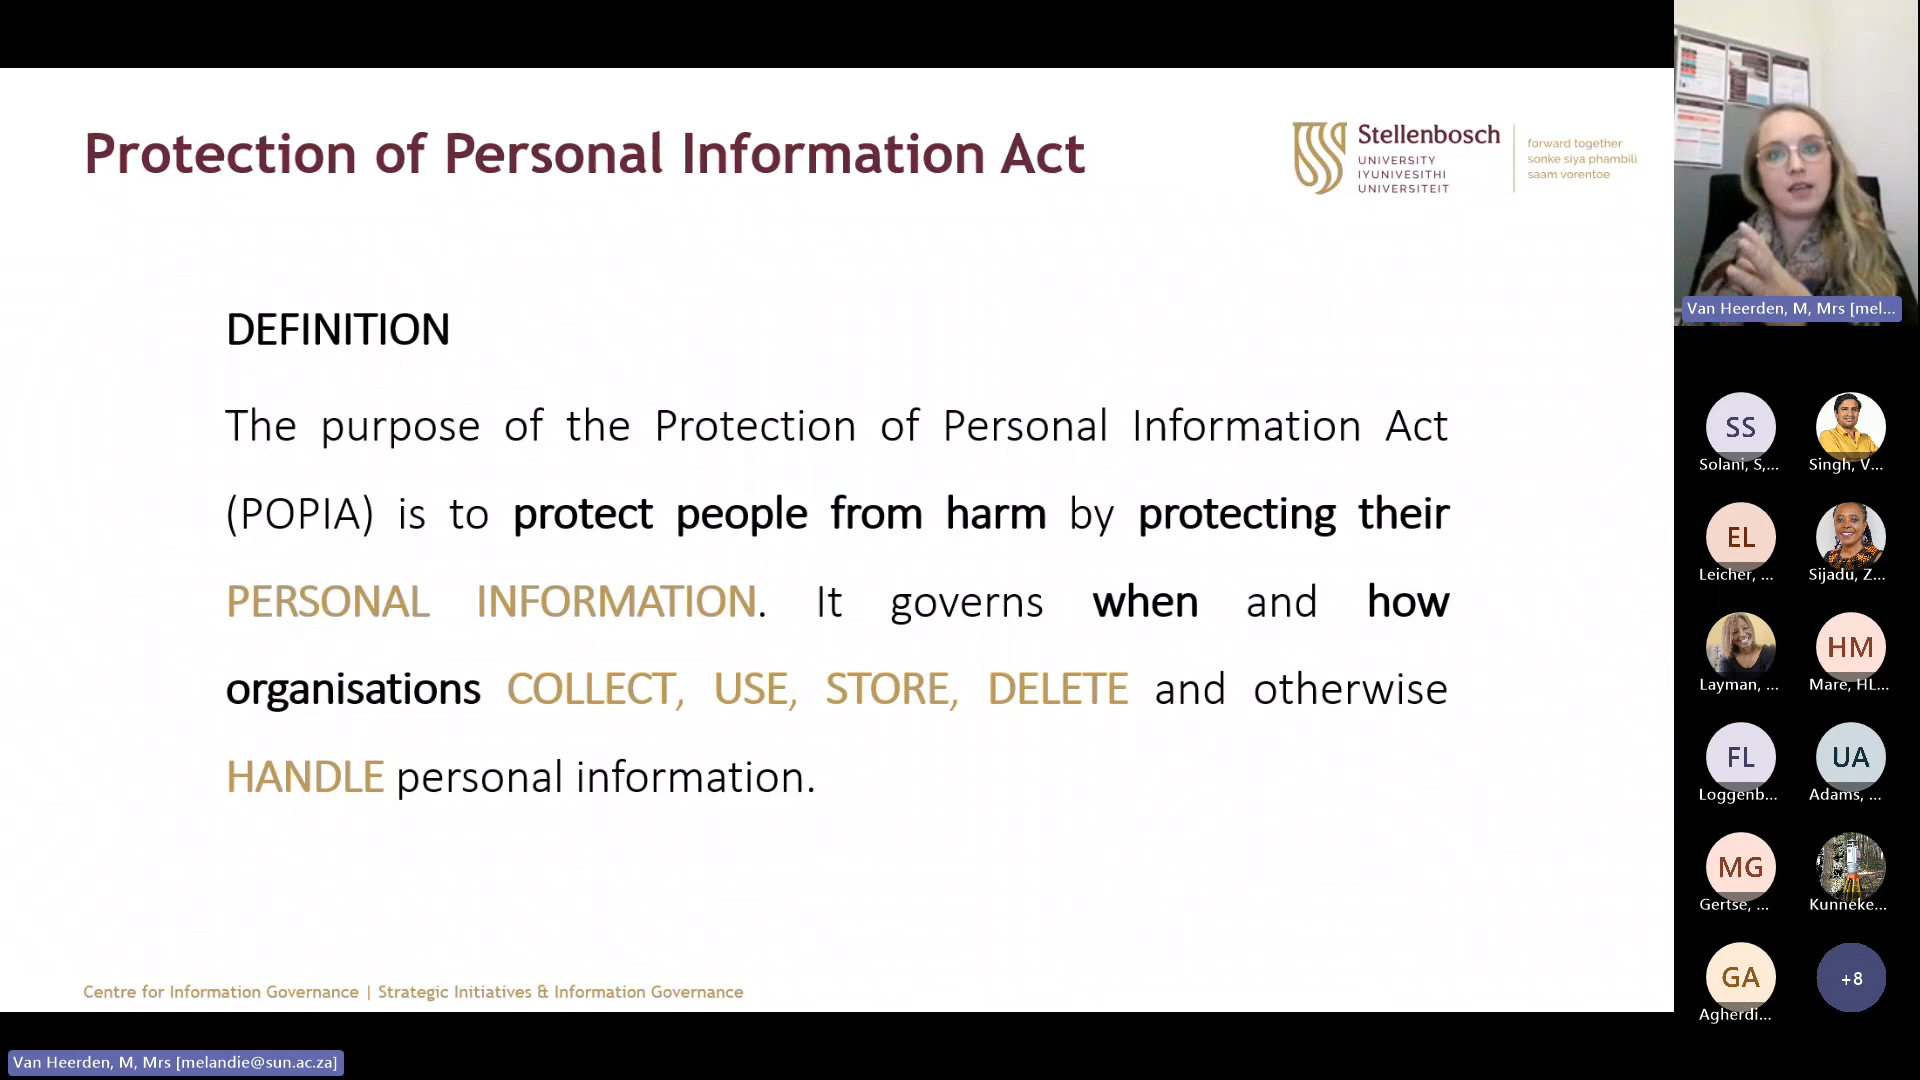 Protection of Personal Information Act
Stellenbosch
UNIVERSITY
IYUNIVESITHI
UNIVERSITEIT
forward together
sonke siya phambili
saam vorentoe
DEFINITION
The purpose of the Protection of Personal Information Act
(POPIA) is to protect people from harm by protecting their
PERSONAL INFORMATION. It governs when and how
organisations COLLECT, USE, STORE, DELETE and otherwise
HANDLE personal information.
Centre for Information Governance | Strategic Initiatives & Information Governance
Van Heerden, M, Mrs [melandie@sun.ac.za]
Van Heerden, M, Mrs [mel...
SS
Solani, S,...
Singh, V...
EL
Leicher, ...
Sijadu, Z...
Layman, ...
HM
Mare, HL...
FL
Loggenb...
UA
Adams, ...
MG
Gertse, ...
Kunneke...
GA
Agherdi...
+8